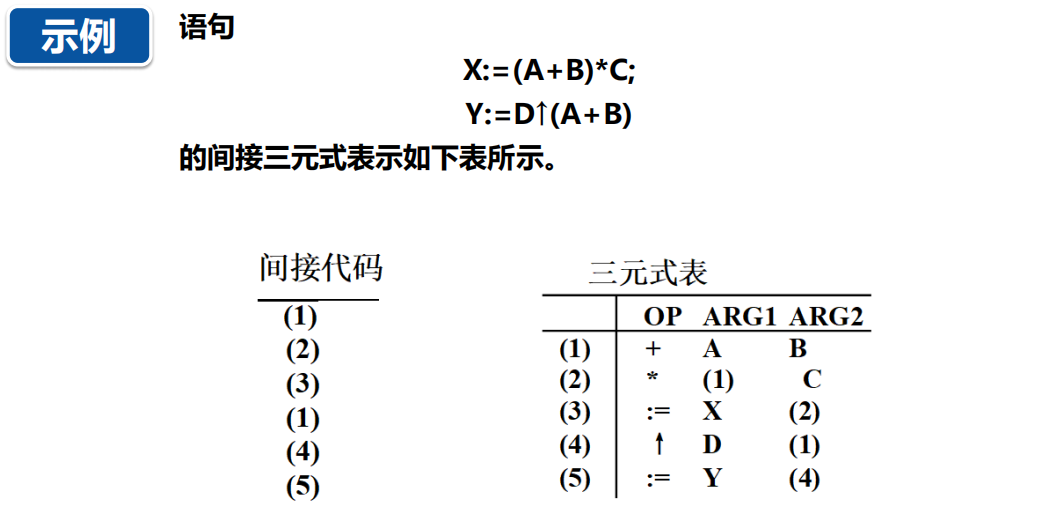 示例
语句
X:=(A+B)*C;
Y:=D↑(A+B)
的间接三元式表示如下表所示。
间接代码
(1)
(2)
(3)
(1)
(4)
(5)
三元式表
OP ARG1 ARG2
(1) + A B
(2) * (1) C
(3) := X (2)
(4) ↑ D (1)
(5) := Y (4)